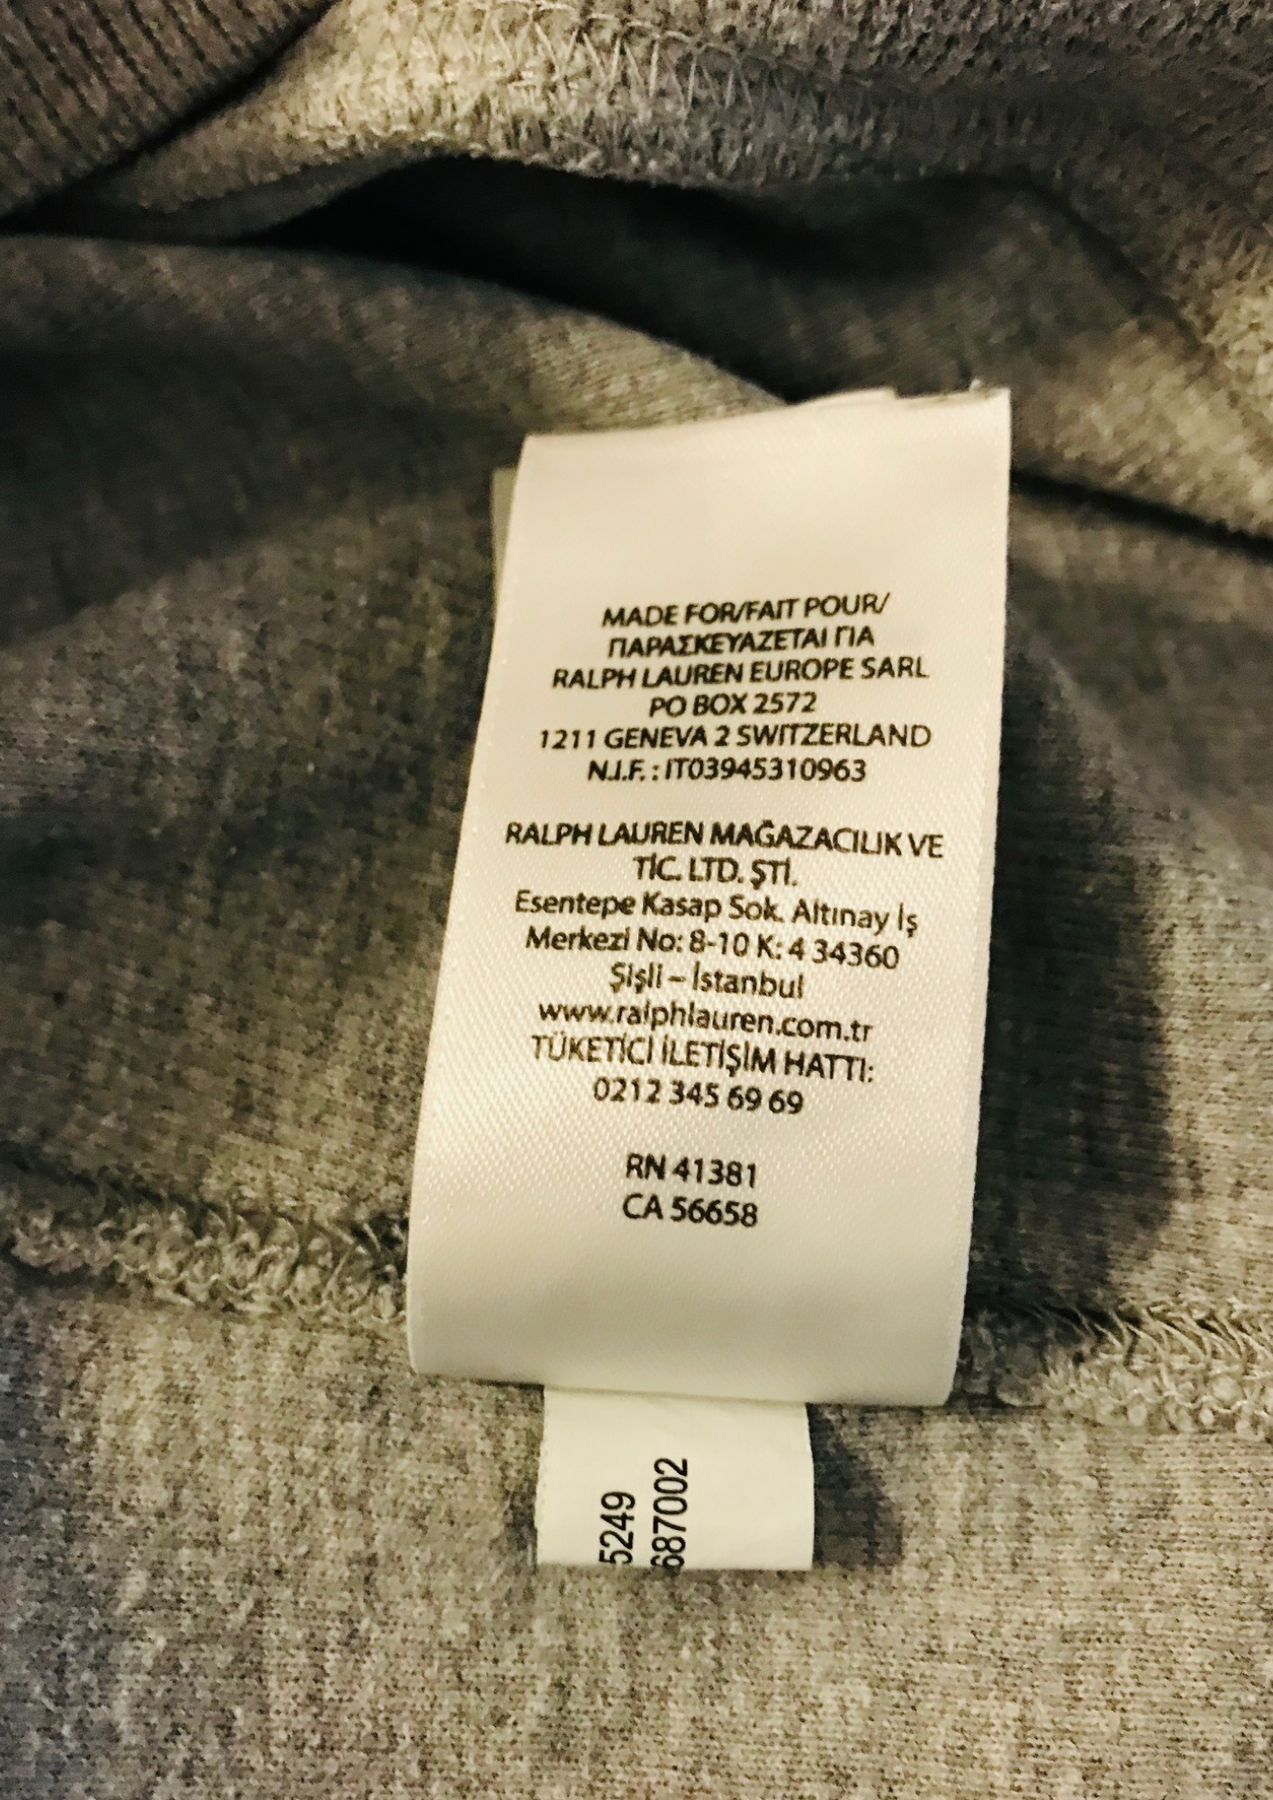 MADE FOR/FAIT POUR/
ΠΑΡΑΣΚΕΥΑΖΕΤΑΙ ΓΙΑ
RALPH LAUREN EUROPE SARL
PO BOX 2572
1211 GENEVA 2 SWITZERLAND
N.I.F. : IT03945310963
RALPH LAUREN MAĞAZACILIK VE
TİC. LTD. ŞTİ.
Esentepe Kasap Sok. Altınay İş
Merkezi No: 8-10 K: 4 34360
Şişli – İstanbul
www.ralphlauren.com.tr
TÜKETİCİ İLETİŞİM HATTI:
0212 345 69 69
RN 41381
CA 56658
5249
687002